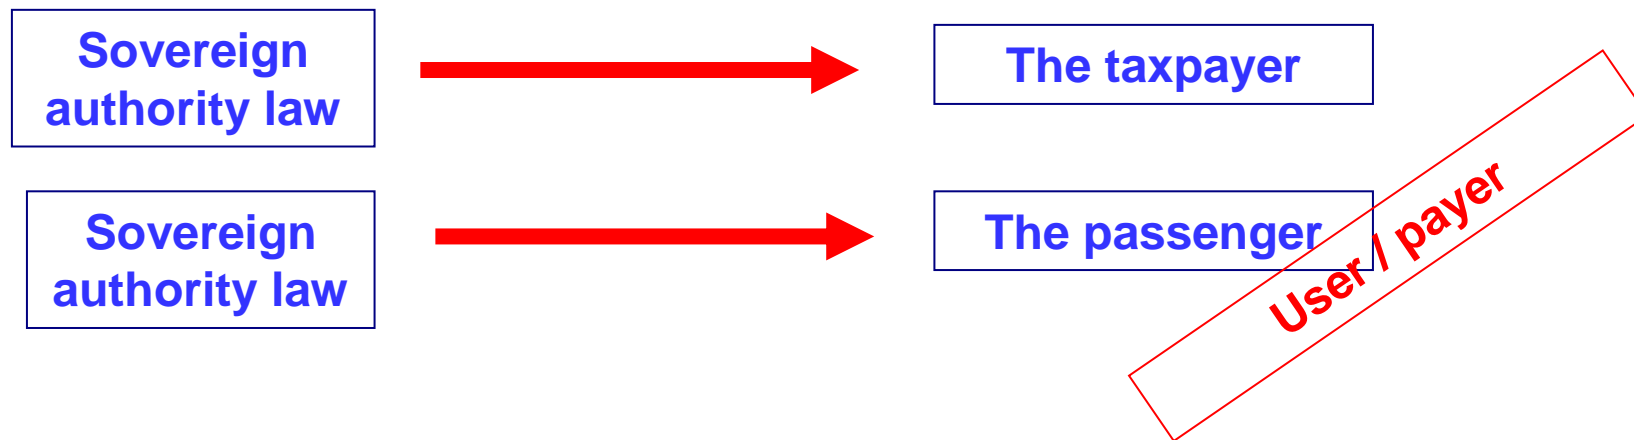 Sovereign
authority law
The taxpayer
Sovereign
authority law
The passenger
User / payer